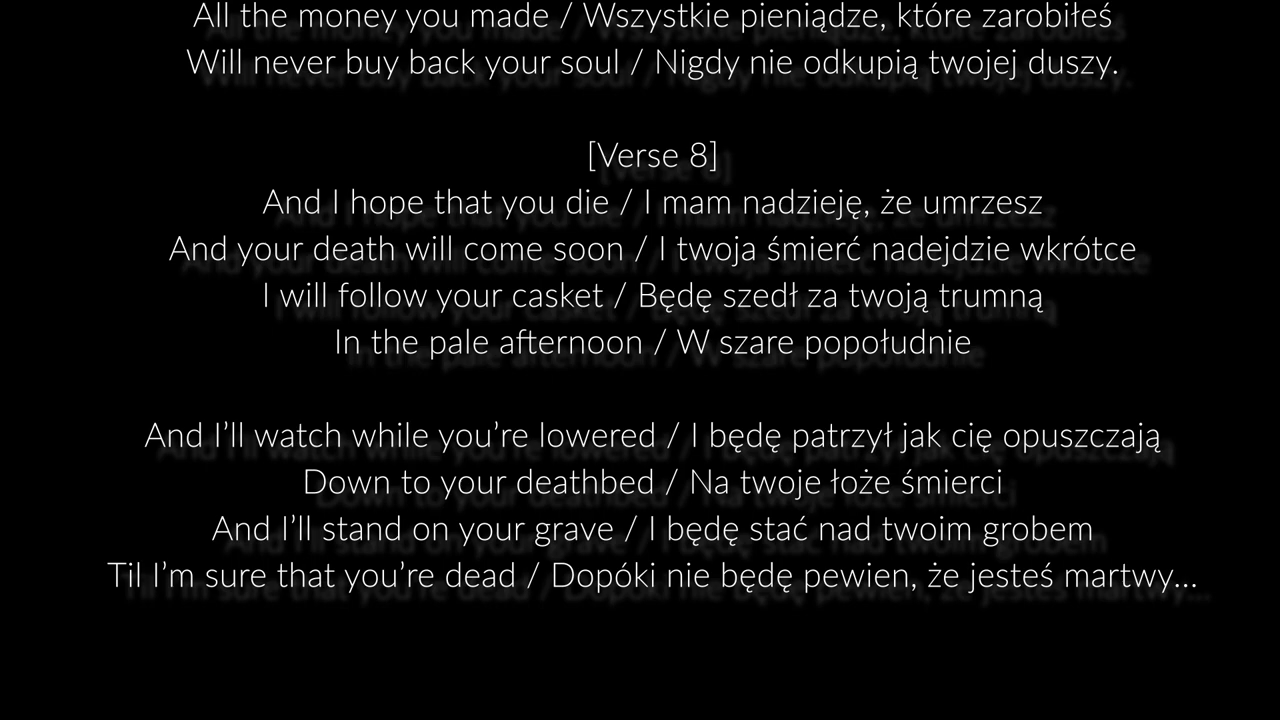 All the money you made / Wszystkie pieniądze, które zarobiłeś
Will never buy back your soul / Nigdy nie odkupią twojej duszy.
[Verse 8]
And I hope that you die / I mam nadzieję, że umrzesz
And your death will come soon / I twoja śmierć nadejdzie wkrótce
I will follow your casket / Będę szedł za twoją trumną
In the pale afternoon / W szare popołudnie
And I’ll watch while you’re lowered / I będę patrzył jak cię opuszczają
Down to your deathbed / Na twoje łoże śmierci
And I’ll stand on your grave / I będę stać nad twoim grobem
Til I’m sure that you’re dead / Dopóki nie będę pewien, że jesteś martwy...